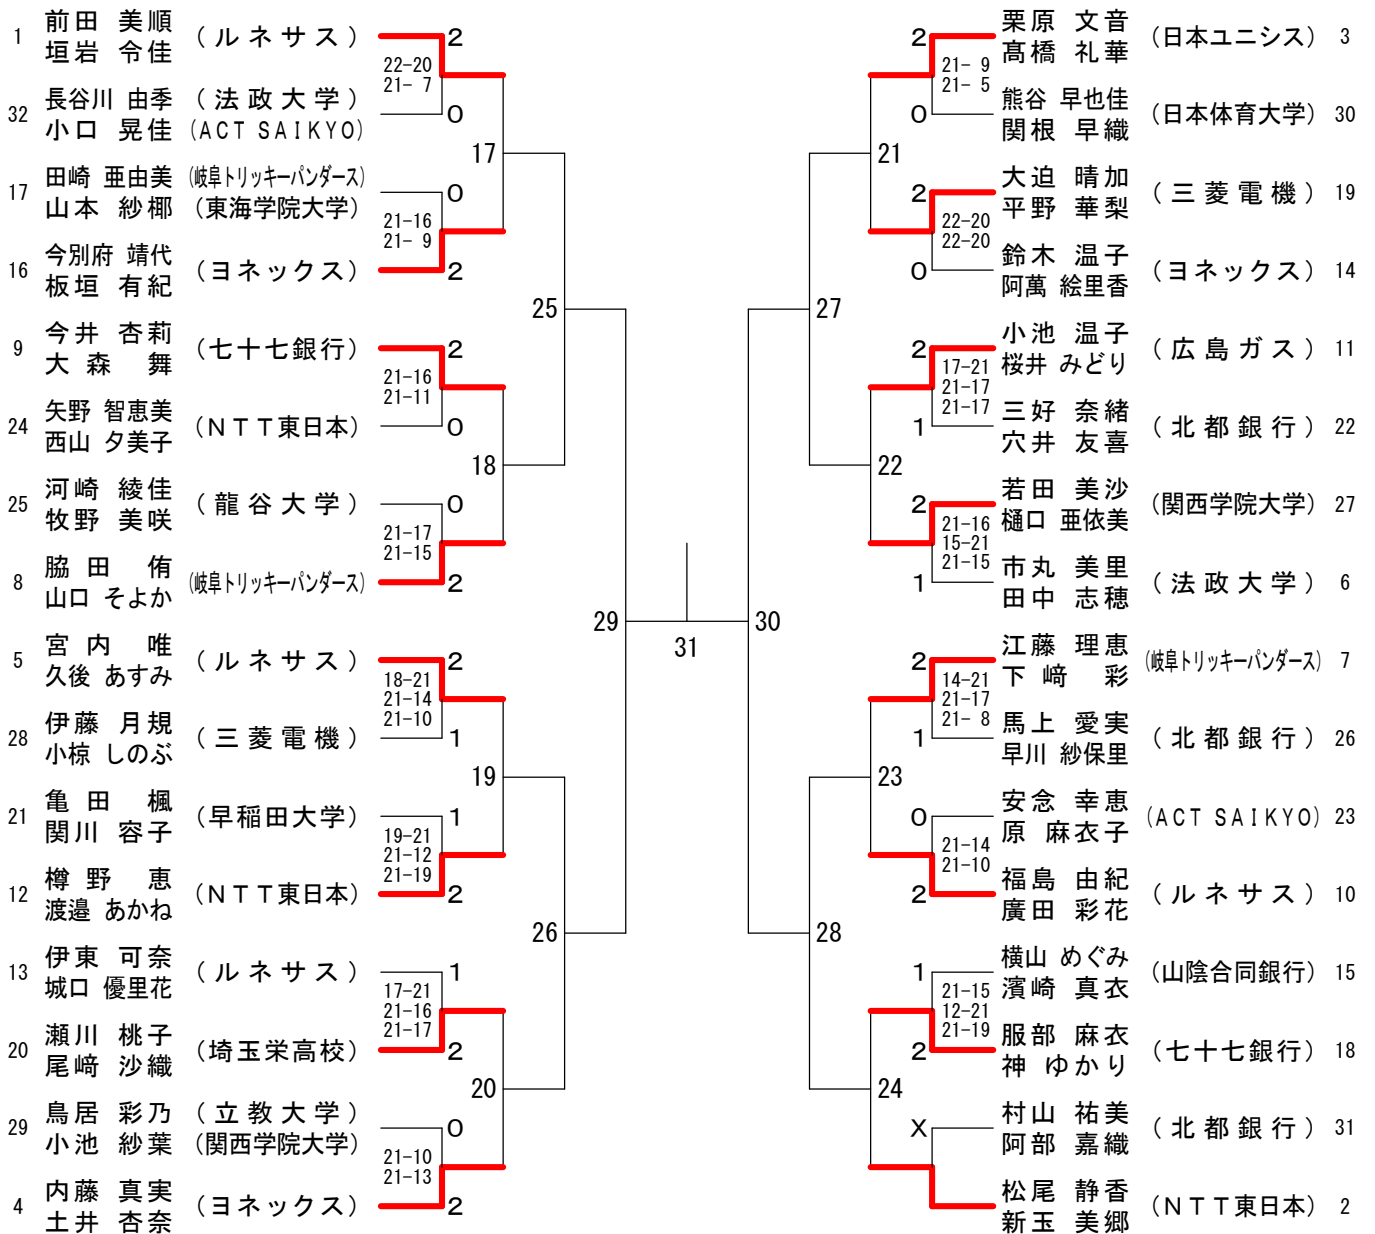 1 前田 美順 (ルネサス) 2
垣岩 令佳
22-20
21- 7
32 長谷川 由季 (法政大学) 0
小口 晃佳 (ACT SAIKYO)
17
17 田崎 亜由美 (岐阜トリッキーパンダース) 0
山本 紗椰 (東海学院大学)
21-16
21- 9
16 今別府 靖代 (ヨネックス) 2
板垣 有紀
25
9 今井 杏莉 (七十七銀行) 2
大森 舞
21-16
21-11
24 矢野 智恵美 (NTT東日本) 0
西山 夕美子
18
25 河崎 綾佳 (龍谷大学) 0
牧野 美咲
21-17
21-15
8 脇田 侑 (岐阜トリッキーパンダース) 2
山口 そよか
29
5 宮内 唯 (ルネサス) 2
久後 あすみ
18-21
21-14
21-10
28 伊藤 月規 (三菱電機) 1
小椋 しのぶ
19
21 亀田 楓 (早稲田大学) 1
関川 容子
19-21
21-12
21-19
12 樽野 恵 (NTT東日本) 2
渡邉 あかね
26
13 伊東 可奈 (ルネサス) 1
城口 優里花
17-21
21-16
21-17
20 瀬川 桃子 (埼玉栄高校) 2
尾﨑 沙織
20
29 鳥居 彩乃 (立教大学) 0
小池 紗葉 (関西学院大学)
21-10
21-13
4 内藤 真実 (ヨネックス) 2
土井 杏奈
31
2 栗原 文音 (日本ユニシス) 3
髙橋 礼華
21- 9
21- 5
0 熊谷 早也佳 (日本体育大学) 30
関根 早織
21
2 大迫 晴加 (三菱電機) 19
平野 華梨
22-20
22-20
0 鈴木 温子 (ヨネックス) 14
阿萬 絵里香
27
2 小池 温子 (広島ガス) 11
桜井 みどり
17-21
21-17
21-17
1 三好 奈緒 (北都銀行) 22
穴井 友喜
22
2 若田 美沙 (関西学院大学) 27
樋口 亜依美
21-16
15-21
21-15
1 市丸 美里 (法政大学) 6
田中 志穂
30
2 江藤 理恵 (岐阜トリッキーパンダース) 7
下﨑 彩
14-21
21-17
21- 8
1 馬上 愛実 (北都銀行) 26
早川 紗保里
23
0 安念 幸恵 (ACT SAIKYO) 23
原 麻衣子
21-14
21-10
2 福島 由紀 (ルネサス) 10
廣田 彩花
28
1 横山 めぐみ (山陰合同銀行) 15
濱崎 真衣
21-15
12-21
21-19
2 服部 麻衣 (七十七銀行) 18
神 ゆかり
24
X 村山 祐美 (北都銀行) 31
阿部 嘉織
松尾 静香 (NTT東日本) 2
新玉 美郷